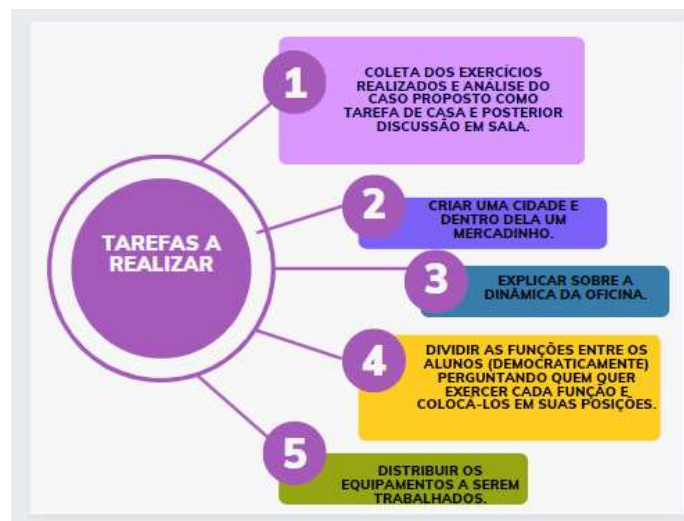 TAREFAS A
REALIZAR
1
COLETA DOS EXERCÍCIOS
REALIZADOS E ANÁLISE DO
CASO PROPOSTO COMO
TAREFA DE CASA E POSTERIOR
DISCUSSÃO EM SALA.
2
CRIAR UMA CIDADE E
DENTRO DELA UM
MERCADINHO.
3
EXPLICAR SOBRE A
DINÂMICA DA OFICINA.
4
DIVIDIR AS FUNÇÕES ENTRE OS
ALUNOS (DEMOCRATICAMENTE)
PERGUNTANDO QUEM QUER
EXERCER CADA FUNÇÃO E
COLOCÁ-LOS EM SUAS POSIÇÕES.
5
DISTRIBUIR OS
EQUIPAMENTOS A SEREM
TRABALHADOS.